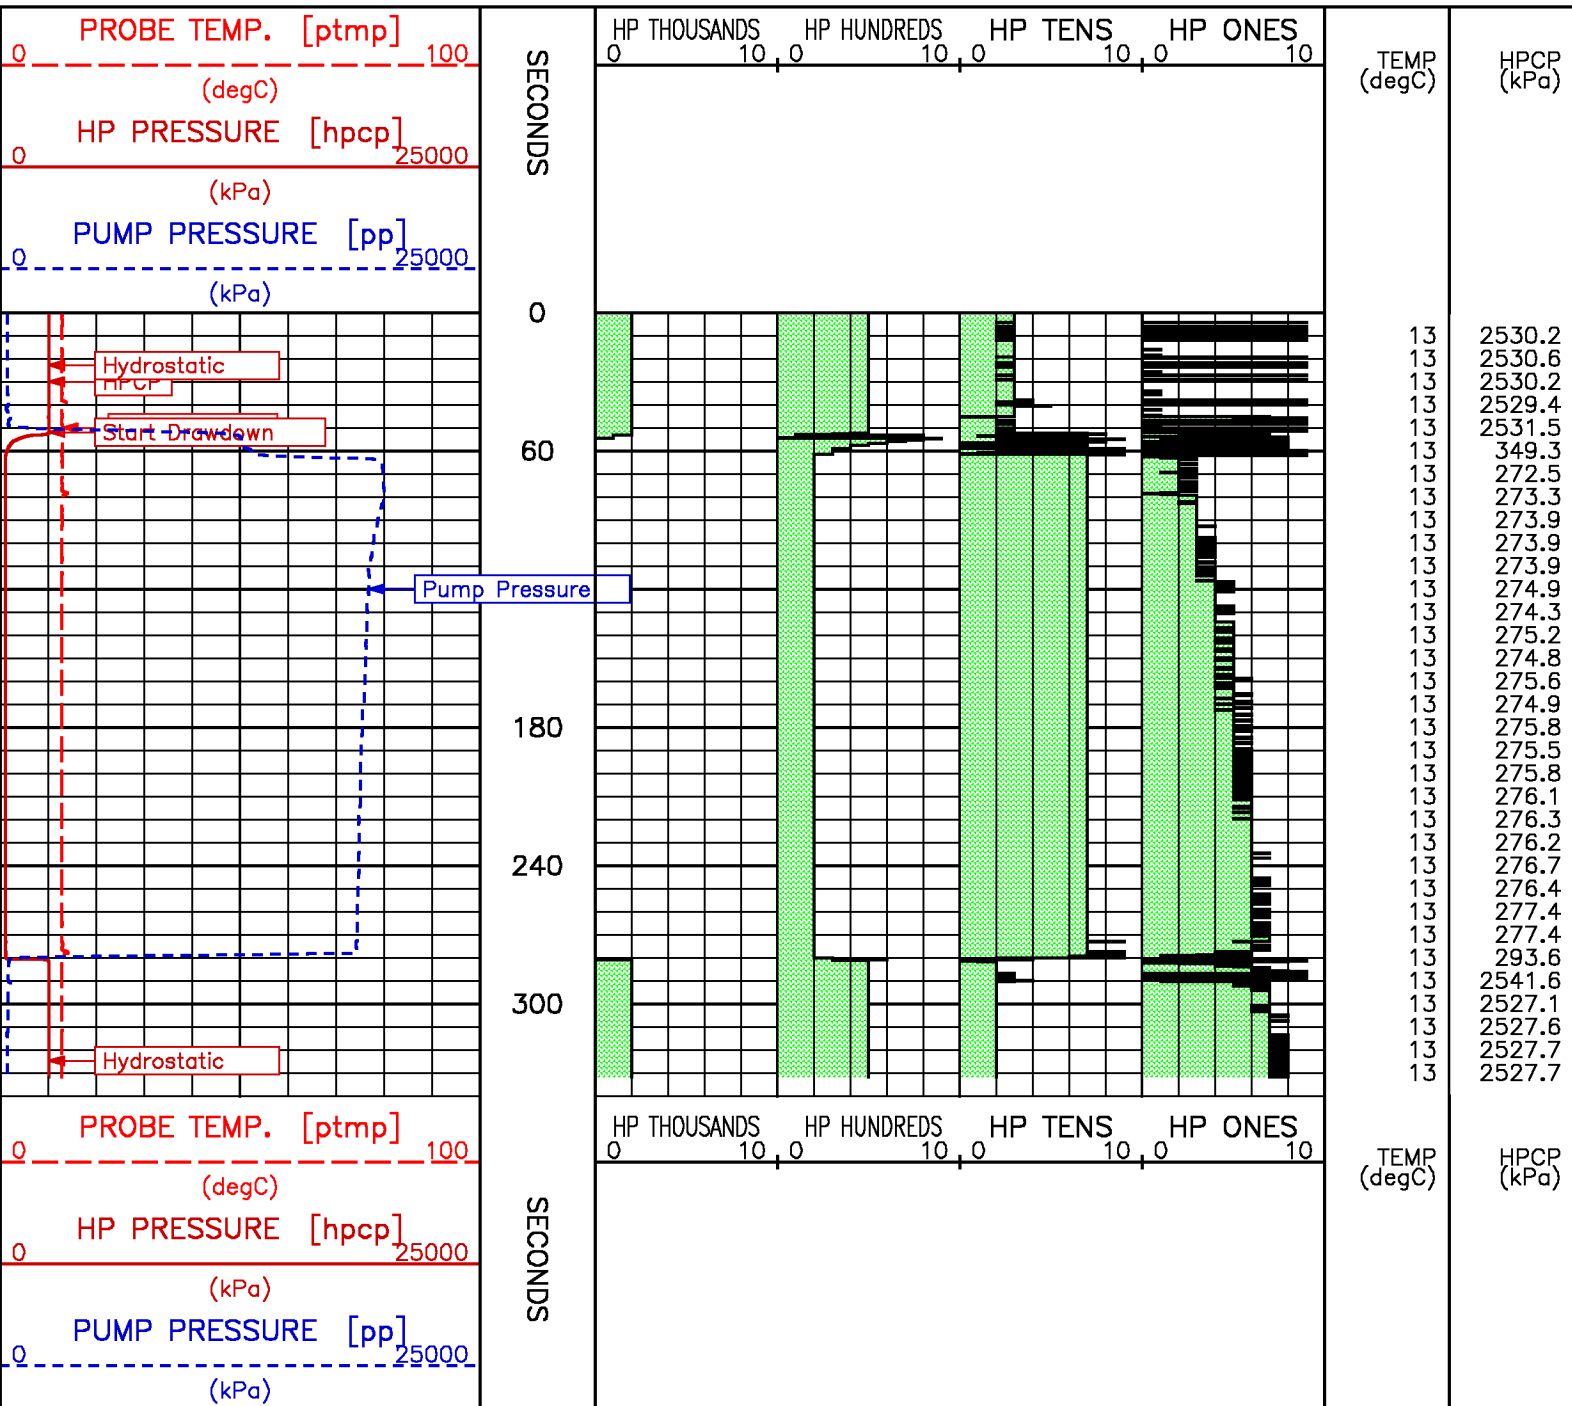 PROBE TEMP. [ptmp]
0 100
(degC)
HP PRESSURE [hpcp]
0 25000
(kPa)
PUMP PRESSURE [pp]
0 25000
(kPa)
SECONDS
HP THOUSANDS HP HUNDREDS HP TENS HP ONES
0 10 0 10 0 10 0 10
TEMP HPCP
(degC) (kPa)
0
60
180
240
300
Hydrostatic
HPCP
Start Drawdown
Pump Pressure
Hydrostatic
13 2530.2
13 2530.6
13 2530.2
13 2529.4
13 2531.5
13 349.3
13 272.5
13 273.3
13 273.9
13 273.9
13 273.9
13 274.9
13 274.3
13 275.2
13 274.8
13 275.6
13 274.9
13 275.8
13 275.5
13 275.8
13 276.1
13 276.3
13 276.2
13 276.7
13 276.4
13 277.4
13 277.4
13 293.6
13 2541.6
13 2527.1
13 2527.6
13 2527.7
13 2527.7
PROBE TEMP. [ptmp]
0 100
(degC)
HP PRESSURE [hpcp]
0 25000
(kPa)
PUMP PRESSURE [pp]
0 25000
(kPa)
SECONDS
HP THOUSANDS HP HUNDREDS HP TENS HP ONES
0 10 0 10 0 10 0 10
TEMP HPCP
(degC) (kPa)